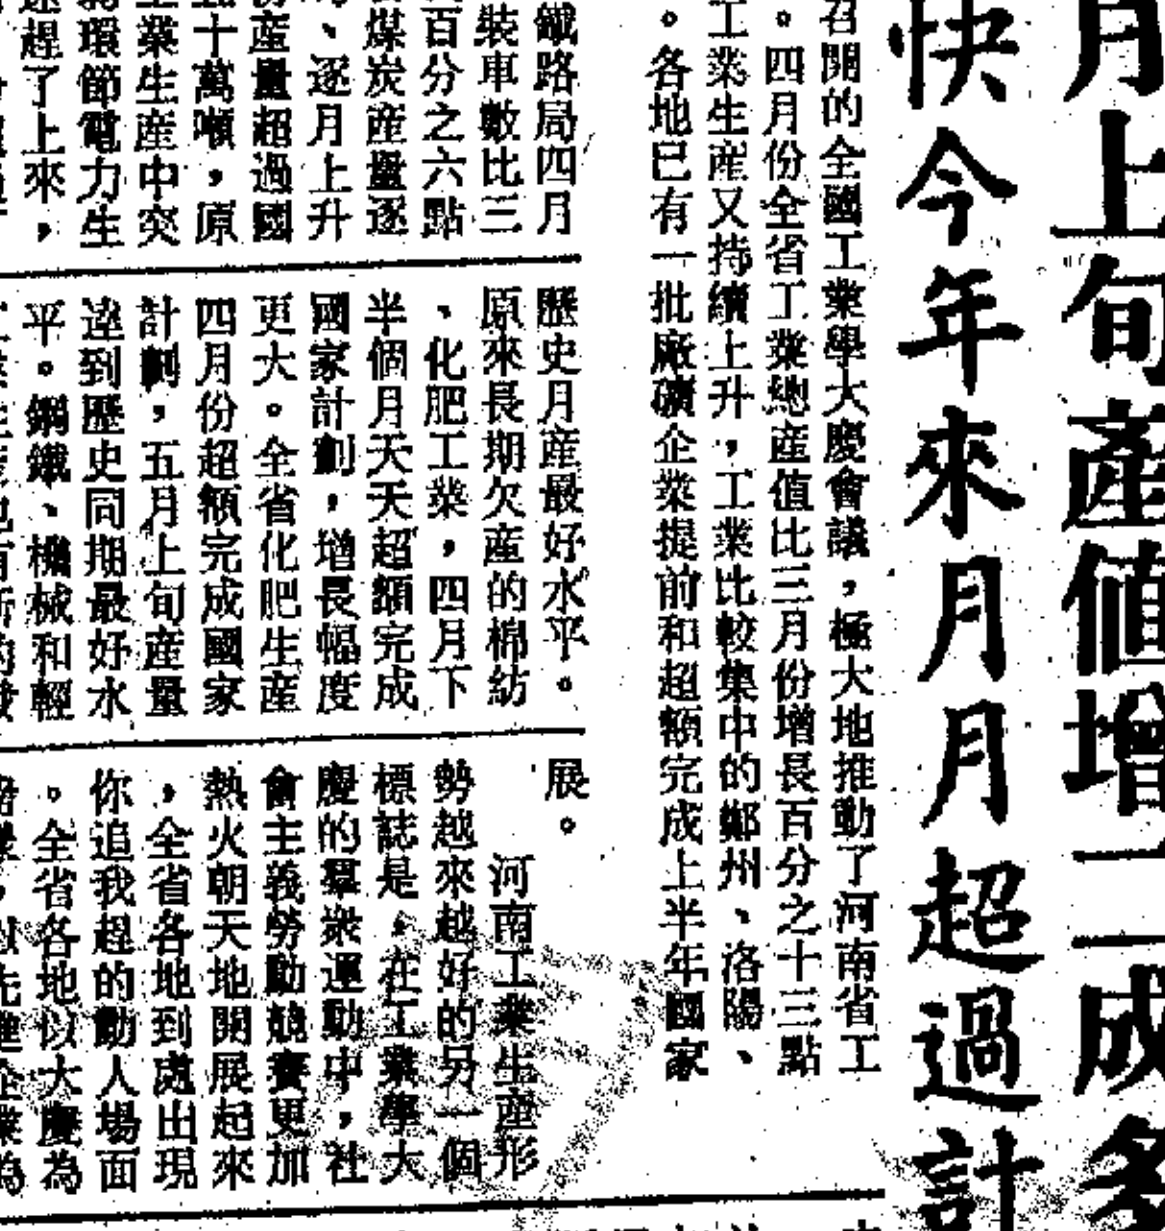 月上旬產値增二成多
快今年來月月超過計
召開的全國工業學大慶會議，極大地推動了河南省工
。四月份全省工業總產值比三月份增長百分之十三點
工業生產又持續上升，工業比較集中的鄭州、洛陽、
。各地已有一批廠礦企業提前和超額完成上半年國家
鐵路局四月
裝車數比三
百分之六點
煤炭產量逐
、逐月上升
產量超過國
十萬噸，原
業生產中突
環節電力生
趕了上來，
歷史月產最好水平。
原來長期欠產的棉紡
、化肥工業，四月下
半個月天天超額完成
國家計劃，增長幅度
更大。全省化肥生產
四月份超額完成國家
計劃，五月上旬產量
達到歷史同期最好水
平。鋼鐵、機械和輕
展。
河南工業生產形
勢越來越好的另一個
標誌是，在工業學大
慶的羣衆運動中，社
會主義勞動競賽更加
熱火朝天地開展起來
，全省各地到處出現
你追我趕的動人場面
。全省各地以大慶為